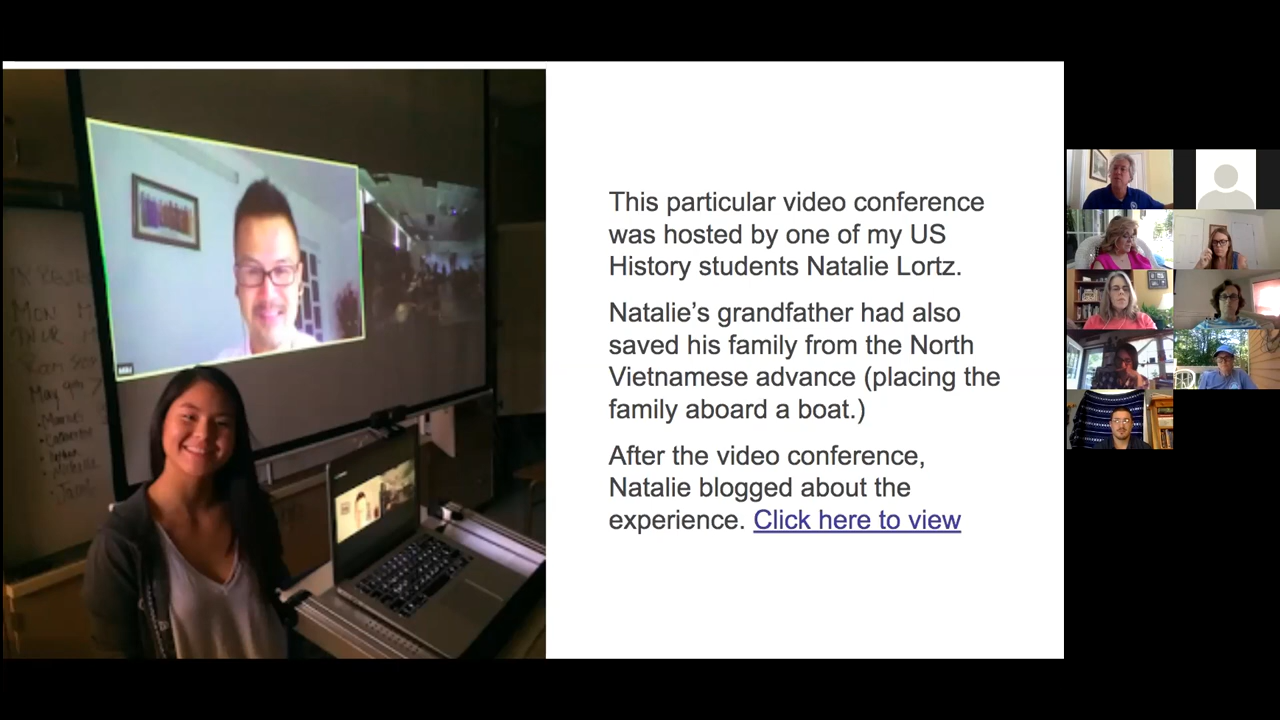 This particular video conference
was hosted by one of my US
History students Natalie Lortz.
Natalie’s grandfather had also
saved his family from the North
Vietnamese advance (placing the
family aboard a boat.)
After the video conference,
Natalie blogged about the
experience. Click here to view
May 9th